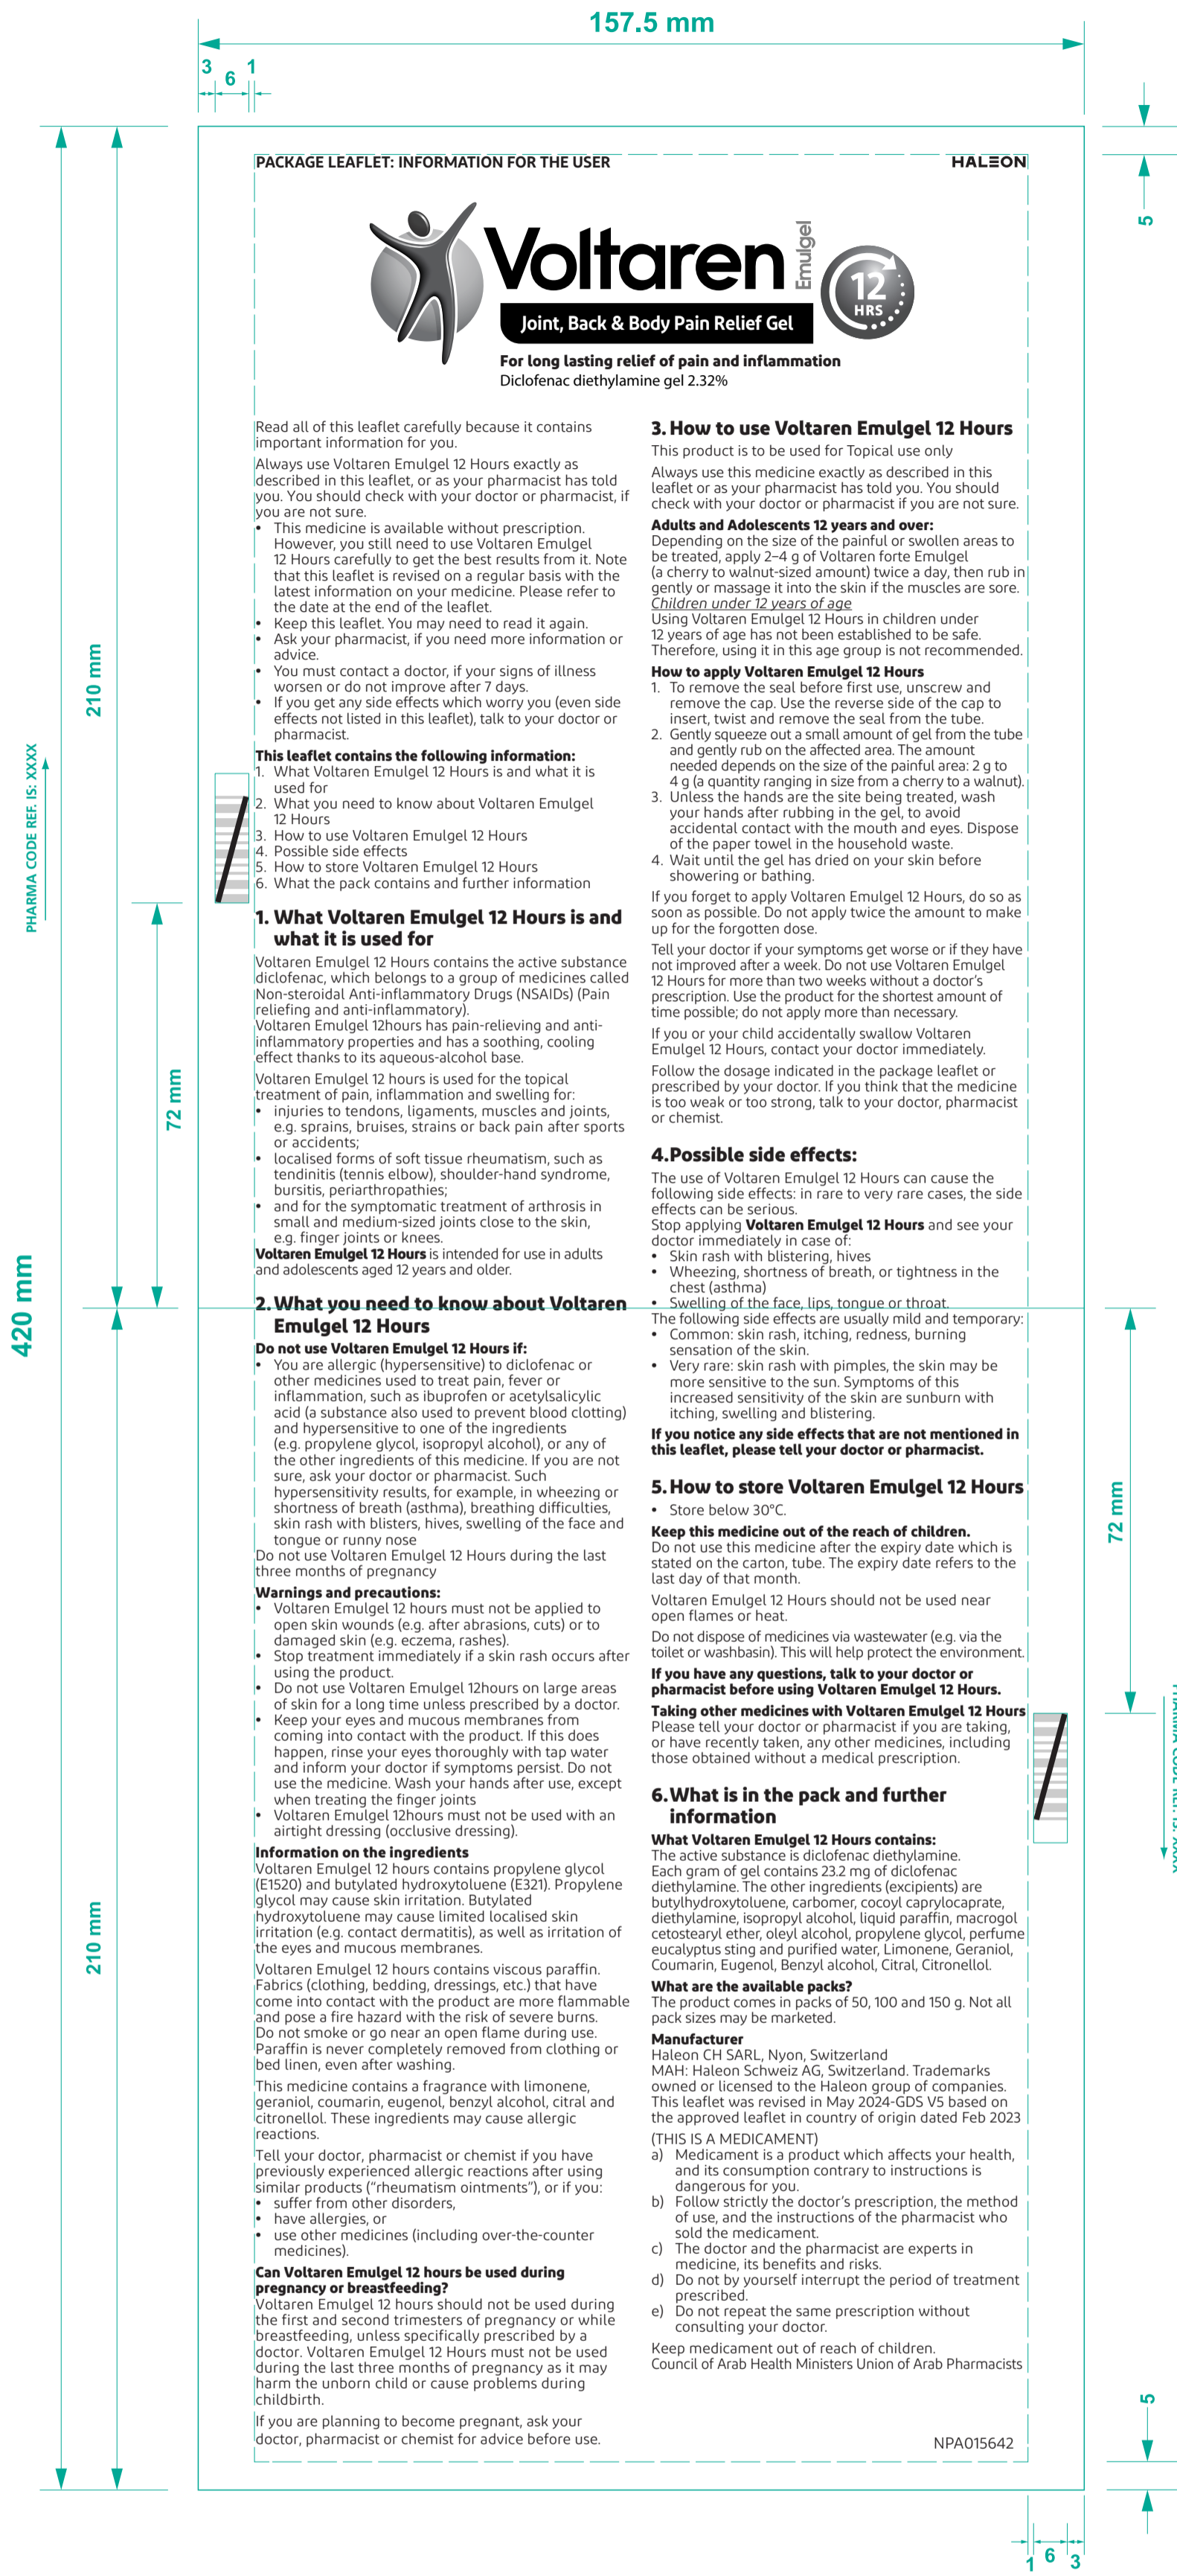 157.5 mm
3 6 1
5
PACKAGE LEAFLET: INFORMATION FOR THE USER
HALEON
Voltaren
Emulgel
12
HRS
Joint, Back & Body Pain Relief Gel
For long lasting relief of pain and inflammation
Diclofenac diethylamine gel 2.32%
210 mm
PHARMA CODE REF. IS: XXXX
72 mm
420 mm
210 mm
Read all of this leaflet carefully because it contains
important information for you.
Always use Voltaren Emulgel 12 Hours exactly as
described in this leaflet, or as your pharmacist has told
you. You should check with your doctor or pharmacist, if
you are not sure.
• This medicine is available without prescription.
However, you still need to use Voltaren Emulgel
12 Hours carefully to get the best results from it. Note
that this leaflet is revised on a regular basis with the
latest information on your medicine. Please refer to
the date at the end of the leaflet.
• Keep this leaflet. You may need to read it again.
• Ask your pharmacist, if you need more information or
advice.
• You must contact a doctor, if your signs of illness
worsen or do not improve after 7 days.
• If you get any side effects which worry you (even side
effects not listed in this leaflet), talk to your doctor or
pharmacist.
This leaflet contains the following information:
1. What Voltaren Emulgel 12 Hours is and what it is
used for
2. What you need to know about Voltaren Emulgel
12 Hours
3. How to use Voltaren Emulgel 12 Hours
4. Possible side effects
5. How to store Voltaren Emulgel 12 Hours
6. What the pack contains and further information
1. What Voltaren Emulgel 12 Hours is and
what it is used for
Voltaren Emulgel 12 Hours contains the active substance
diclofenac, which belongs to a group of medicines called
Non-steroidal Anti-inflammatory Drugs (NSAIDs) (Pain
reliefing and anti-inflammatory).
Voltaren Emulgel 12hours has pain-relieving and anti-
inflammatory properties and has a soothing, cooling
effect thanks to its aqueous-alcohol base.
Voltaren Emulgel 12 hours is used for the topical
treatment of pain, inflammation and swelling for:
• injuries to tendons, ligaments, muscles and joints,
e.g. sprains, bruises, strains or back pain after sports
or accidents;
• localised forms of soft tissue rheumatism, such as
tendinitis (tennis elbow), shoulder-hand syndrome,
bursitis, periarthropathies;
• and for the symptomatic treatment of arthrosis in
small and medium-sized joints close to the skin,
e.g. finger joints or knees.
Voltaren Emulgel 12 Hours is intended for use in adults
and adolescents aged 12 years and older.
2. What you need to know about Voltaren
Emulgel 12 Hours
Do not use Voltaren Emulgel 12 Hours if:
• You are allergic (hypersensitive) to diclofenac or
other medicines used to treat pain, fever or
inflammation, such as ibuprofen or acetylsalicylic
acid (a substance also used to prevent blood clotting)
and hypersensitive to one of the ingredients
(e.g. propylene glycol, isopropyl alcohol), or any of
the other ingredients of this medicine. If you are not
sure, ask your doctor or pharmacist. Such
hypersensitivity results, for example, in wheezing or
shortness of breath (asthma), breathing difficulties,
skin rash with blisters, hives, swelling of the face and
tongue or runny nose
Do not use Voltaren Emulgel 12 Hours during the last
three months of pregnancy
Warnings and precautions:
• Voltaren Emulgel 12 hours must not be applied to
open skin wounds (e.g. after abrasions, cuts) or to
damaged skin (e.g. eczema, rashes).
• Stop treatment immediately if a skin rash occurs after
using the product.
• Do not use Voltaren Emulgel 12hours on large areas
of skin for a long time unless prescribed by a doctor.
• Keep your eyes and mucous membranes from
coming into contact with the product. If this does
happen, rinse your eyes thoroughly with tap water
and inform your doctor if symptoms persist. Do not
use the medicine. Wash your hands after use, except
when treating the finger joints
• Voltaren Emulgel 12hours must not be used with an
airtight dressing (occlusive dressing).
Information on the ingredients
Voltaren Emulgel 12 hours contains propylene glycol
(E1520) and butylated hydroxytoluene (E321). Propylene
glycol may cause skin irritation. Butylated
hydroxytoluene may cause limited localised skin
irritation (e.g. contact dermatitis), as well as irritation of
the eyes and mucous membranes.
Voltaren Emulgel 12 hours contains viscous paraffin.
Fabrics (clothing, bedding, dressings, etc.) that have
come into contact with the product are more flammable
and pose a fire hazard with the risk of severe burns.
Do not smoke or go near an open flame during use.
Paraffin is never completely removed from clothing or
bed linen, even after washing.
This medicine contains a fragrance with limonene,
geraniol, coumarin, eugenol, benzyl alcohol, citral and
citronellol. These ingredients may cause allergic
reactions.
Tell your doctor, pharmacist or chemist if you have
previously experienced allergic reactions after using
similar products (“rheumatism ointments”), or if you:
• suffer from other disorders,
• have allergies, or
• use other medicines (including over-the-counter
medicines).
Can Voltaren Emulgel 12 hours be used during
pregnancy or breastfeeding?
Voltaren Emulgel 12 hours should not be used during
the first and second trimesters of pregnancy or while
breastfeeding, unless specifically prescribed by a
doctor. Voltaren Emulgel 12 Hours must not be used
during the last three months of pregnancy as it may
harm the unborn child or cause problems during
childbirth.
If you are planning to become pregnant, ask your
doctor, pharmacist or chemist for advice before use.
3. How to use Voltaren Emulgel 12 Hours
This product is to be used for Topical use only
Always use this medicine exactly as described in this
leaflet or as your pharmacist has told you. You should
check with your doctor or pharmacist if you are not sure.
Adults and Adolescents 12 years and over:
Depending on the size of the painful or swollen areas to
be treated, apply 2–4 g of Voltaren forte Emulgel
(a cherry to walnut-sized amount) twice a day, then rub in
gently or massage it into the skin if the muscles are sore.
Children under 12 years of age
Using Voltaren Emulgel 12 Hours in children under
12 years of age has not been established to be safe.
Therefore, using it in this age group is not recommended.
How to apply Voltaren Emulgel 12 Hours
1. To remove the seal before first use, unscrew and
remove the cap. Use the reverse side of the cap to
insert, twist and remove the seal from the tube.
2. Gently squeeze out a small amount of gel from the tube
and gently rub on the affected area. The amount
needed depends on the size of the painful area: 2 g to
4 g (a quantity ranging in size from a cherry to a walnut).
3. Unless the hands are the site being treated, wash
your hands after rubbing in the gel, to avoid
accidental contact with the mouth and eyes. Dispose
of the paper towel in the household waste.
4. Wait until the gel has dried on your skin before
showering or bathing.
If you forget to apply Voltaren Emulgel 12 Hours, do so as
soon as possible. Do not apply twice the amount to make
up for the forgotten dose.
Tell your doctor if your symptoms get worse or if they have
not improved after a week. Do not use Voltaren Emulgel
12 Hours for more than two weeks without a doctor’s
prescription. Use the product for the shortest amount of
time possible; do not apply more than necessary.
If you or your child accidentally swallow Voltaren
Emulgel 12 Hours, contact your doctor immediately.
Follow the dosage indicated in the package leaflet or
prescribed by your doctor. If you think that the medicine
is too weak or too strong, talk to your doctor, pharmacist
or chemist.
4.Possible side effects:
The use of Voltaren Emulgel 12 Hours can cause the
following side effects: in rare to very rare cases, the side
effects can be serious.
Stop applying Voltaren Emulgel 12 Hours and see your
doctor immediately in case of:
• Skin rash with blistering, hives
• Wheezing, shortness of breath, or tightness in the
chest (asthma)
• Swelling of the face, lips, tongue or throat.
The following side effects are usually mild and temporary:
• Common: skin rash, itching, redness, burning
sensation of the skin.
• Very rare: skin rash with pimples, the skin may be
more sensitive to the sun. Symptoms of this
increased sensitivity of the skin are sunburn with
itching, swelling and blistering.
If you notice any side effects that are not mentioned in
this leaflet, please tell your doctor or pharmacist.
5. How to store Voltaren Emulgel 12 Hours
• Store below 30°C.
Keep this medicine out of the reach of children.
Do not use this medicine after the expiry date which is
stated on the carton, tube. The expiry date refers to the
last day of that month.
Voltaren Emulgel 12 Hours should not be used near
open flames or heat.
Do not dispose of medicines via wastewater (e.g. via the
toilet or washbasin). This will help protect the environment.
If you have any questions, talk to your doctor or
pharmacist before using Voltaren Emulgel 12 Hours.
Taking other medicines with Voltaren Emulgel 12 Hours
Please tell your doctor or pharmacist if you are taking,
or have recently taken, any other medicines, including
those obtained without a medical prescription.
6.What is in the pack and further
information
What Voltaren Emulgel 12 Hours contains:
The active substance is diclofenac diethylamine.
Each gram of gel contains 23.2 mg of diclofenac
diethylamine. The other ingredients (excipients) are
butylhydroxytoluene, carbomer, cocoyl caprylocaprate,
diethylamine, isopropyl alcohol, liquid paraffin, macrogol
cetostearyl ether, oleyl alcohol, propylene glycol, perfume
eucalyptus sting and purified water, Limonene, Geraniol,
Coumarin, Eugenol, Benzyl alcohol, Citral, Citronellol.
What are the available packs?
The product comes in packs of 50, 100 and 150 g. Not all
pack sizes may be marketed.
Manufacturer
Haleon CH SARL, Nyon, Switzerland
MAH: Haleon Schweiz AG, Switzerland. Trademarks
owned or licensed to the Haleon group of companies.
This leaflet was revised in May 2024-GDS V5 based on
the approved leaflet in country of origin dated Feb 2023
(THIS IS A MEDICAMENT)
a) Medicament is a product which affects your health,
and its consumption contrary to instructions is
dangerous for you.
b) Follow strictly the doctor’s prescription, the method
of use, and the instructions of the pharmacist who
sold the medicament.
c) The doctor and the pharmacist are experts in
medicine, its benefits and risks.
d) Do not by yourself interrupt the period of treatment
prescribed.
e) Do not repeat the same prescription without
consulting your doctor.
Keep medicament out of reach of children.
Council of Arab Health Ministers Union of Arab Pharmacists
NPA015642
72 mm
5
1 6 3